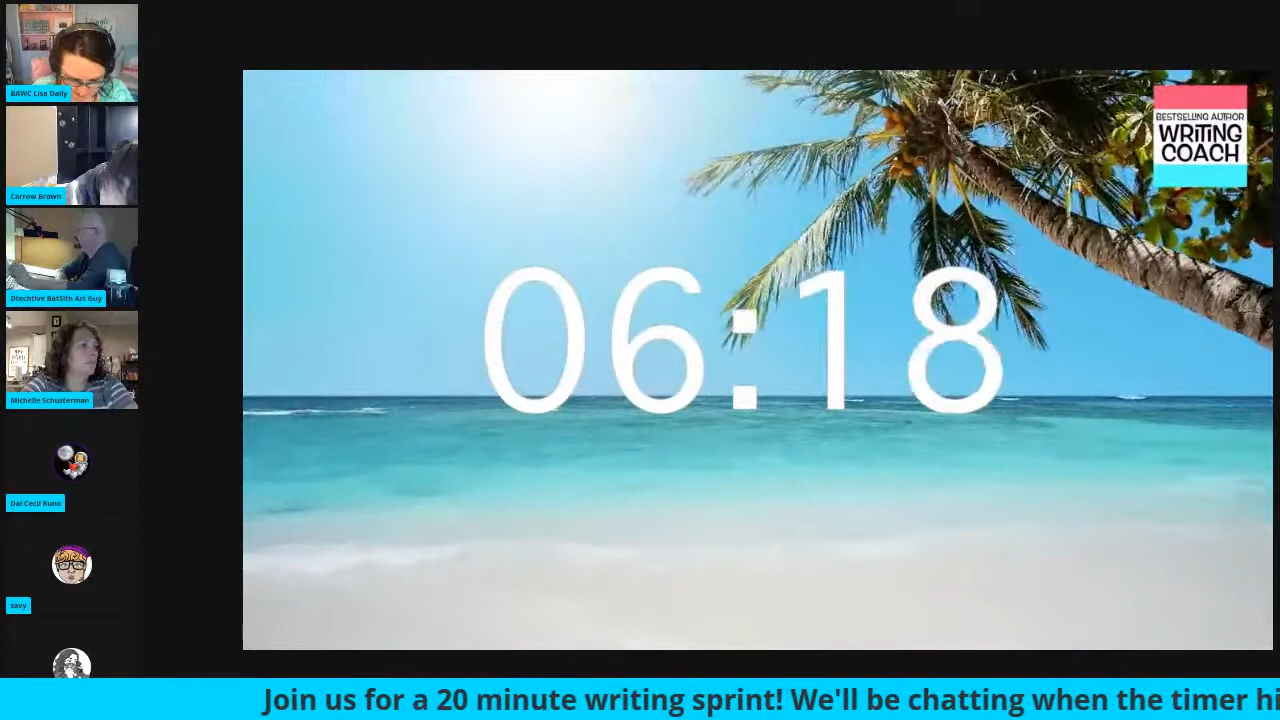 BAWC Lisa Daily
Carrow Brown
Dtechtive BatSith Art Guy
Michelle Schusterman
Dal Cecil Runo
savy
BESTSELLING AUTHOR
WRITING
COACH
06:18
Join us for a 20 minute writing sprint! We'll be chatting when the timer hi